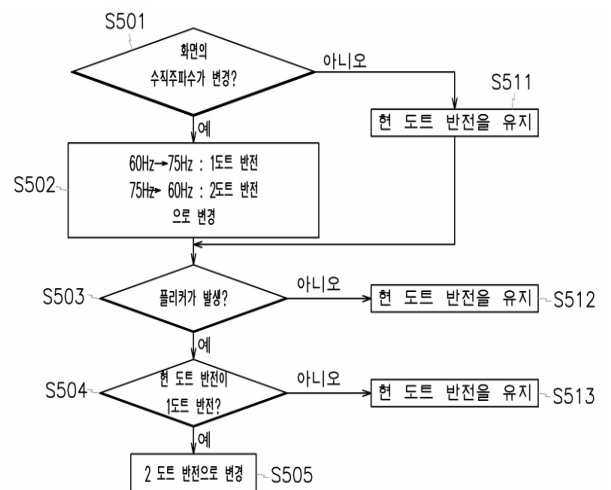 S501
화면의
수직주파수가 변경?
아니오
S511
현 도트 반전을 유지
예
S502
60Hz→75Hz : 1도트 반전
75Hz→ 60Hz : 2도트 반전
으로 변경
S503
플리커가 발생?
아니오
현 도트 반전을 유지
S512
예
S504
현 도트 반전이
1도트 반전?
아니오
현 도트 반전을 유지
S513
예
2 도트 반전으로 변경
S505